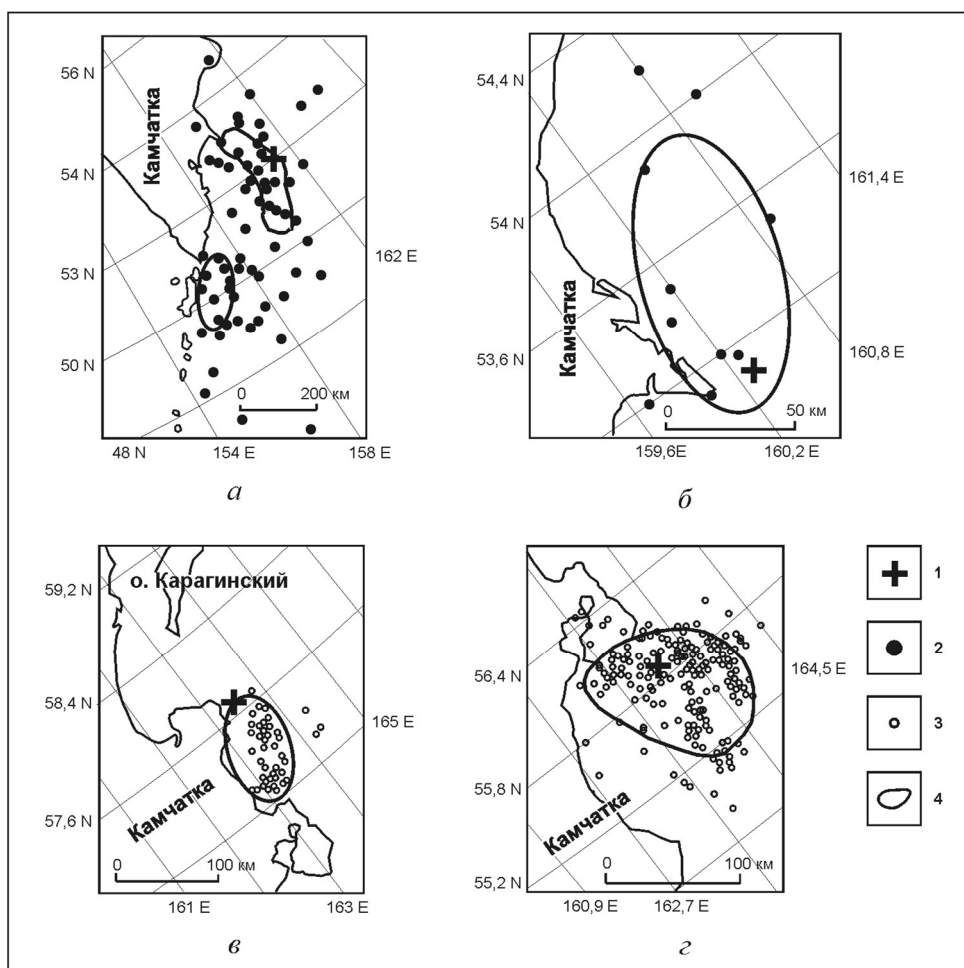 56 N
54 N
53 N
50 N
48 N
154 E
158 E
162 E
Камчатка
0
200 км
а
54,4 N
54 N
53,6 N
159,6E
160,2 E
160,8 E
161,4 E
Камчатка
0
50 км
б
59,2 N
58,4 N
57,6 N
161 E
163 E
165 E
о. Карагинский
Камчатка
0
100 км
в
56,4 N
55,8 N
55,2 N
160,9 E
162,7 E
164,5 E
Камчатка
0
100 км
г
1
2
3
4